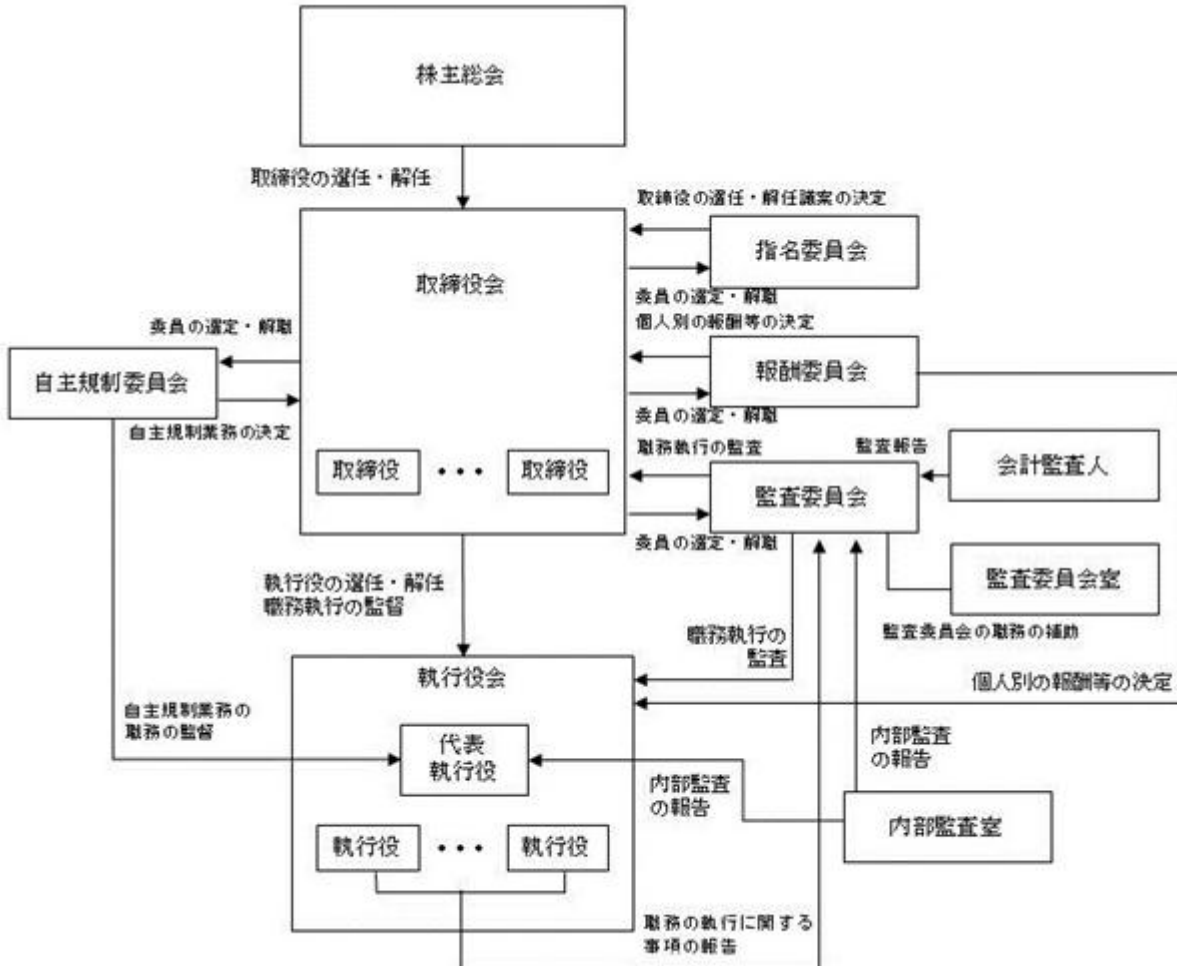 株主総会
取締役の選任・解任
取締役の選任・解任議案の決定
指名委員会
取締役会
委員の選定・解職
個人別の報酬等の決定
委員の選定・解職
自主規制委員会
報酬委員会
自主規制業務の決定
委員の選定・解職
職務執行の監査
監査報告
会計監査人
取締役
・・・
取締役
監査委員会
委員の選定・解職
執行役の選任・解任
職務執行の監督
監査委員会室
監査委員会の職務の補助
職務執行の
監査
執行役会
個人別の報酬等の決定
自主規制業務の
職務の監督
代表
執行役
内部監査
の報告
内部監査
の報告
内部監査室
執行役
・・・
執行役
職務の執行に関する
事項の報告